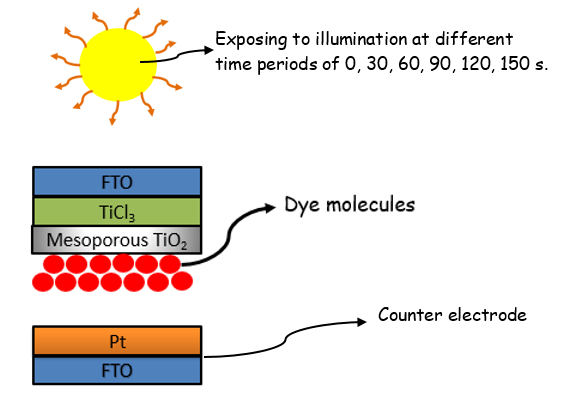 Exposing to illumination at different
time periods of 0, 30, 60, 90, 120, 150 s.
FTO
TiCl₃
Mesoporous TiO₂
Dye molecules
Counter electrode
Pt
FTO